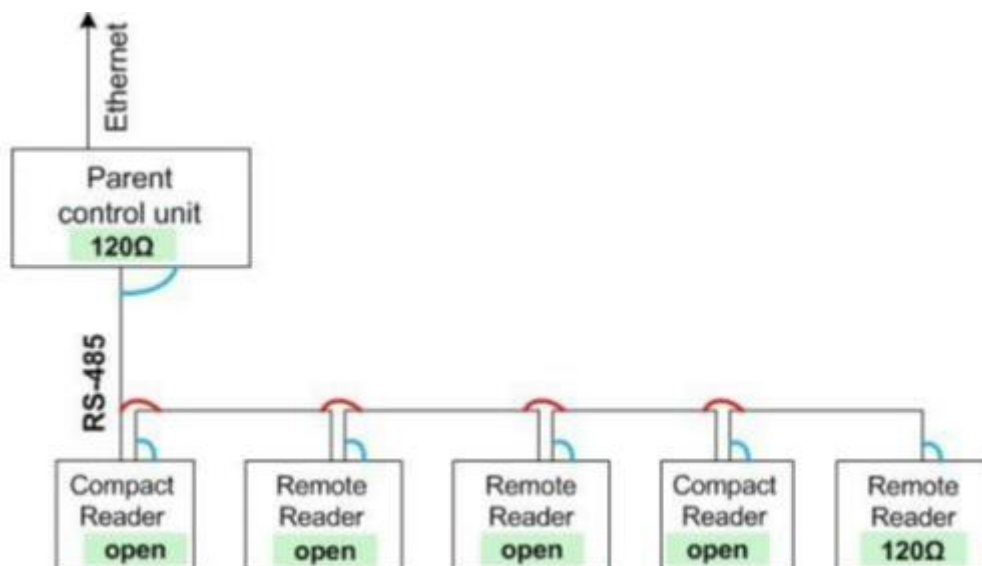 Ethernet
Parent
control unit
120Ω
RS-485
Compact
Reader
open
Remote
Reader
open
Remote
Reader
open
Compact
Reader
open
Remote
Reader
120Ω